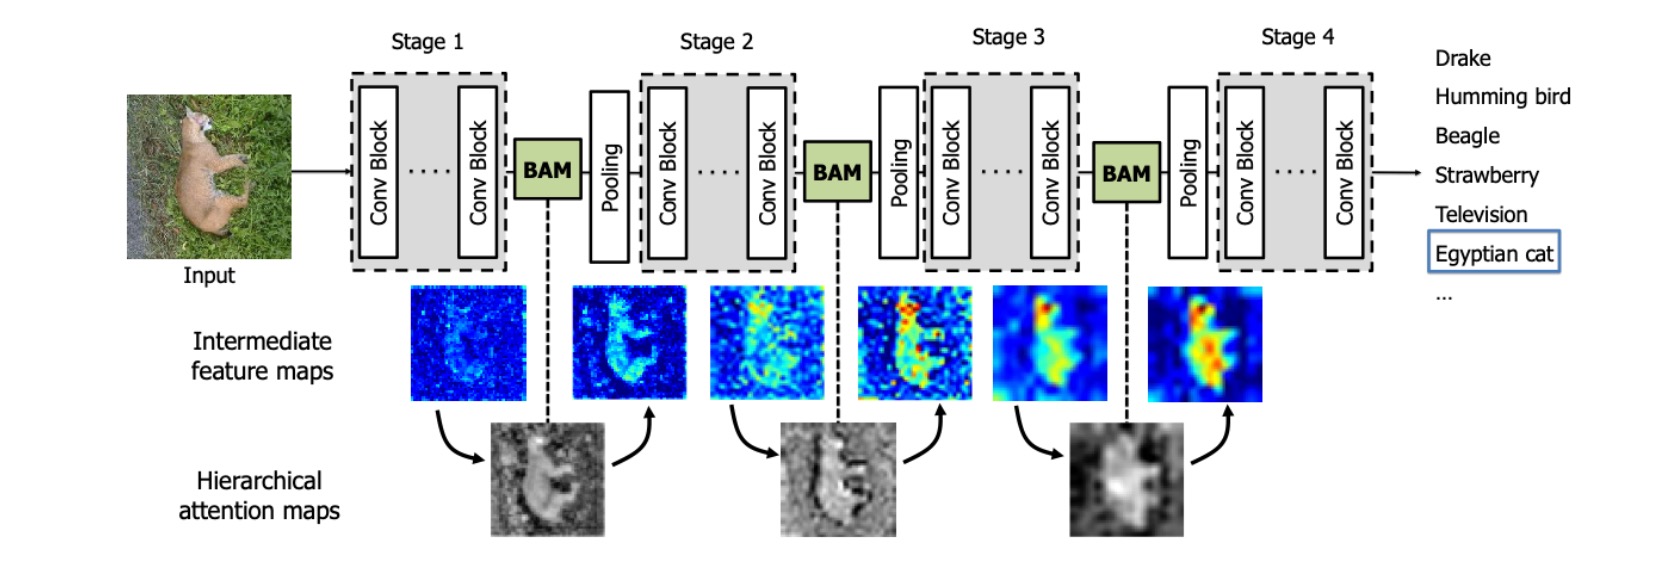 Stage 1
Stage 2
Stage 3
Stage 4
Conv Block
....
Conv Block
BAM
Pooling
Conv Block
....
Conv Block
BAM
Pooling
Conv Block
....
Conv Block
BAM
Pooling
Conv Block
....
Conv Block
Drake
Humming bird
Beagle
Strawberry
Television
Egyptian cat
...
Input
Intermediate
feature maps
Hierarchical
attention maps